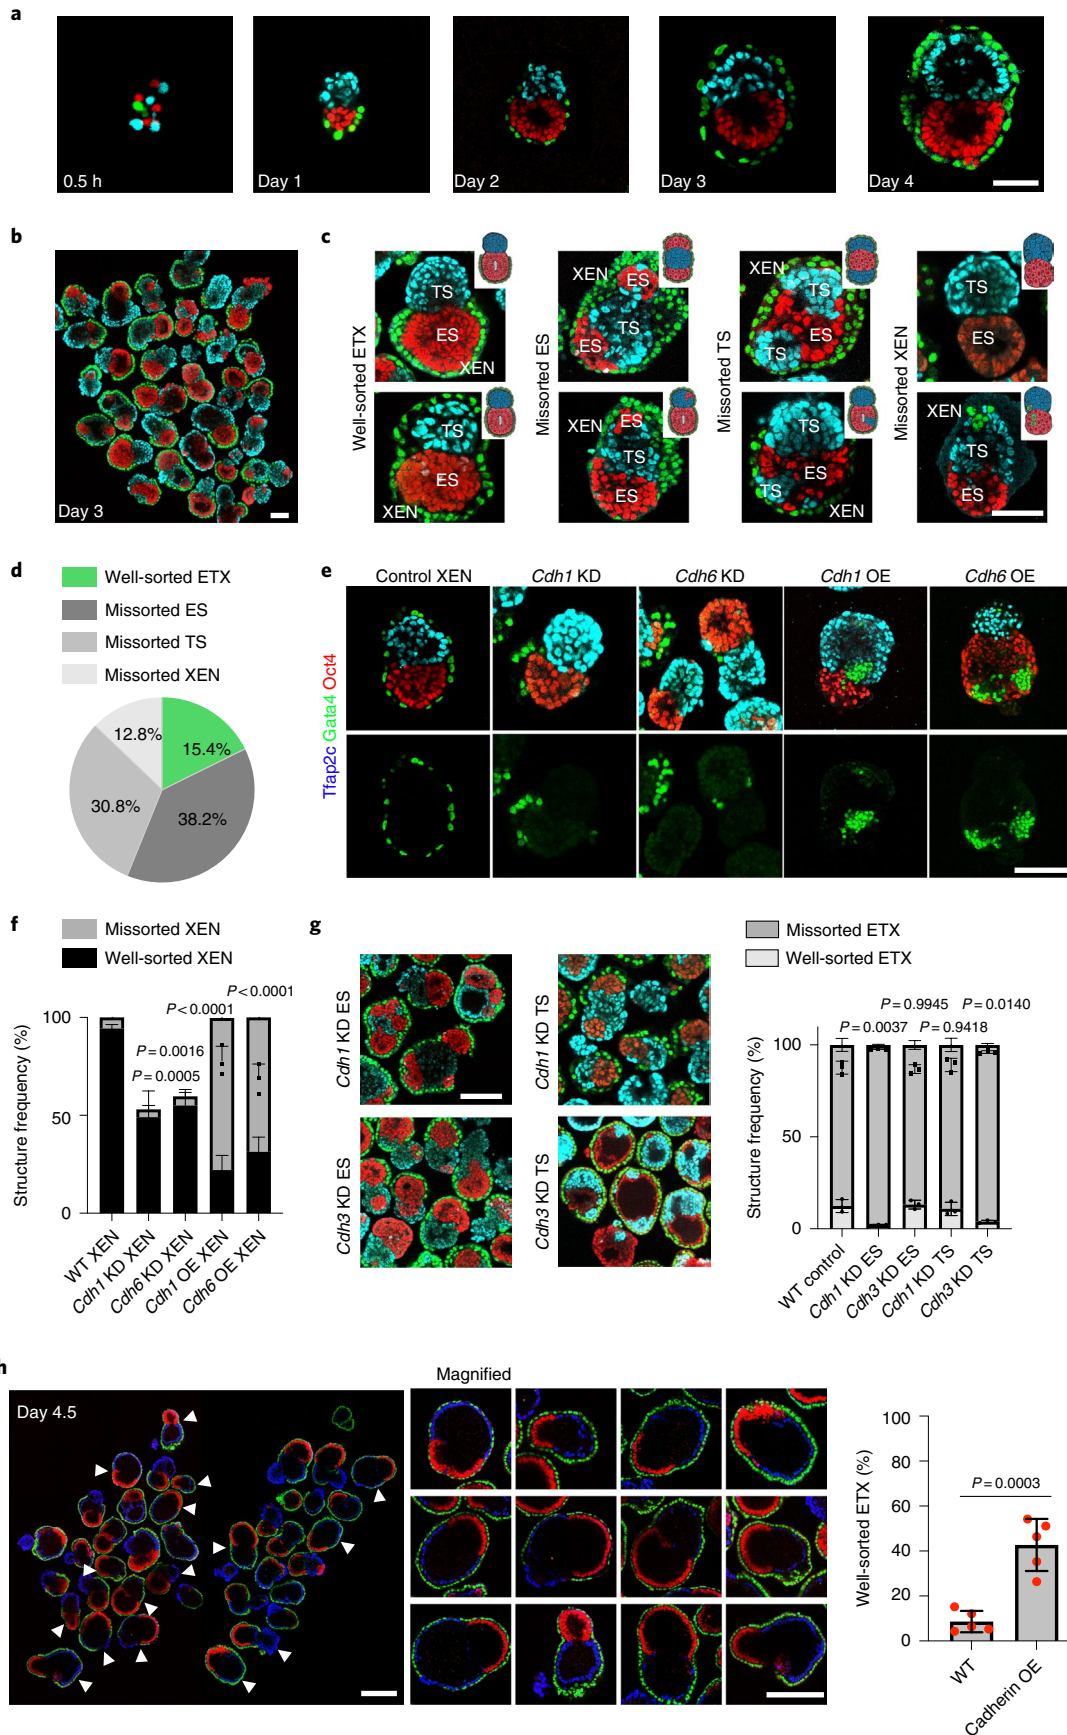 a
0.5 h
Day 1
Day 2
Day 3
Day 4
b
Day 3
c
Well-sorted ETX
TS
ES
XEN
TS
ES
XEN
Missorted ES
XEN
ES
TS
ES
XEN
ES
TS
ES
Missorted TS
XEN
TS
ES
TS
TS
ES
TS
XEN
Missorted XEN
TS
ES
XEN
TS
ES
d
Well-sorted ETX
Missorted ES
Missorted TS
Missorted XEN
12.8%
15.4%
30.8%
38.2%
e
Control XEN
Cdh1 KD
Cdh6 KD
Cdh1 OE
Cdh6 OE
Tfap2c Gata4 Oct4
f
Missorted XEN
Well-sorted XEN
P < 0.0001
P < 0.0001
P = 0.0016
P = 0.0005
Structure frequency (%)
100
50
0
WT XEN
Cdh1 KD XEN
Cdh6 KD XEN
Cdh1 OE XEN
Cdh6 OE XEN
g
Cdh1 KD ES
Cdh1 KD TS
Cdh3 KD ES
Cdh3 KD TS
Missorted ETX
Well-sorted ETX
P = 0.9945 P = 0.0140
P = 0.0037 P = 0.9418
Structure frequency (%)
100
50
0
WT control
Cdh1 KD ES
Cdh3 KD ES
Cdh1 KD TS
Cdh3 KD TS
h
Day 4.5
Magnified
Well-sorted ETX (%)
100
80
60
40
20
0
P = 0.0003
WT
Cadherin OE